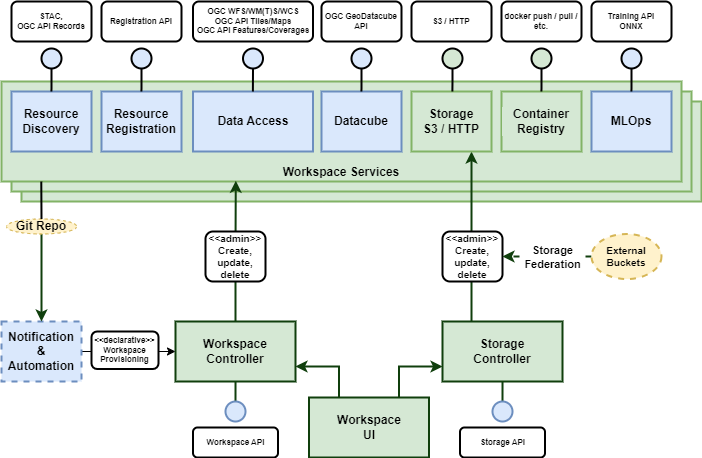 STAC,
OGC API Records
Registration API
OGC WFS/WM(T)S/WCS
OGC API Tiles/Maps
OGC API Features/Coverages
OGC GeoDatacube
API
S3 / HTTP
docker push / pull /
etc.
Training API
ONNX
Resource
Discovery
Resource
Registration
Data Access
Datacube
Storage
S3 / HTTP
Container
Registry
MLOps
Workspace Services
Git Repo
<<admin>>
Create,
update,
delete
<<admin>>
Create,
update,
delete
Storage
Federation
External
Buckets
Notification
&
Automation
<<declarative>>
Workspace
Provisioning
Workspace
Controller
Storage
Controller
Workspace
UI
Workspace API
Storage API